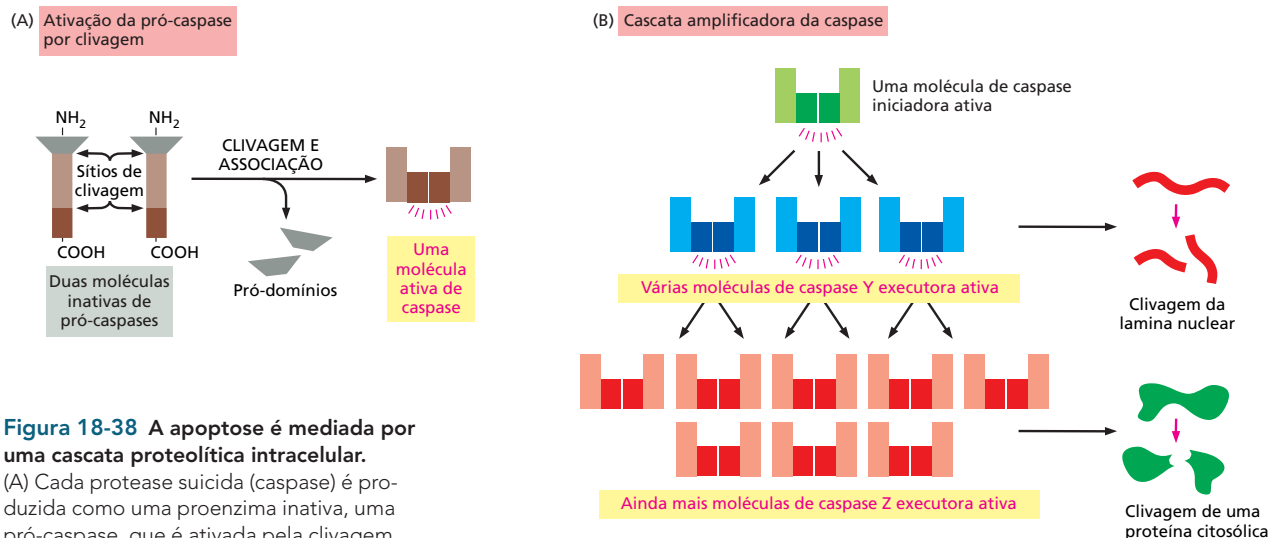 (A) Ativação da pró-caspase
por clivagem
NH2
NH2
Sítios de
clivagem
CLIVAGEM E
ASSOCIAÇÃO
COOH
COOH
Duas moléculas
inativas de
pró-caspases
Pró-domínios
Uma
molécula
ativa de
caspase
Figura 18-38 A apoptose é mediada por
uma cascata proteolítica intracelular.
(A) Cada protease suicida (caspase) é pro-
duzida como uma proenzima inativa, uma
pró-caspase, que é ativada pela clivagem
(B) Cascata amplificadora da caspase
Uma molécula de caspase
iniciadora ativa
Várias moléculas de caspase Y executora ativa
Clivagem da
lamina nuclear
Ainda mais moléculas de caspase Z executora ativa
Clivagem de uma
proteína citosólica